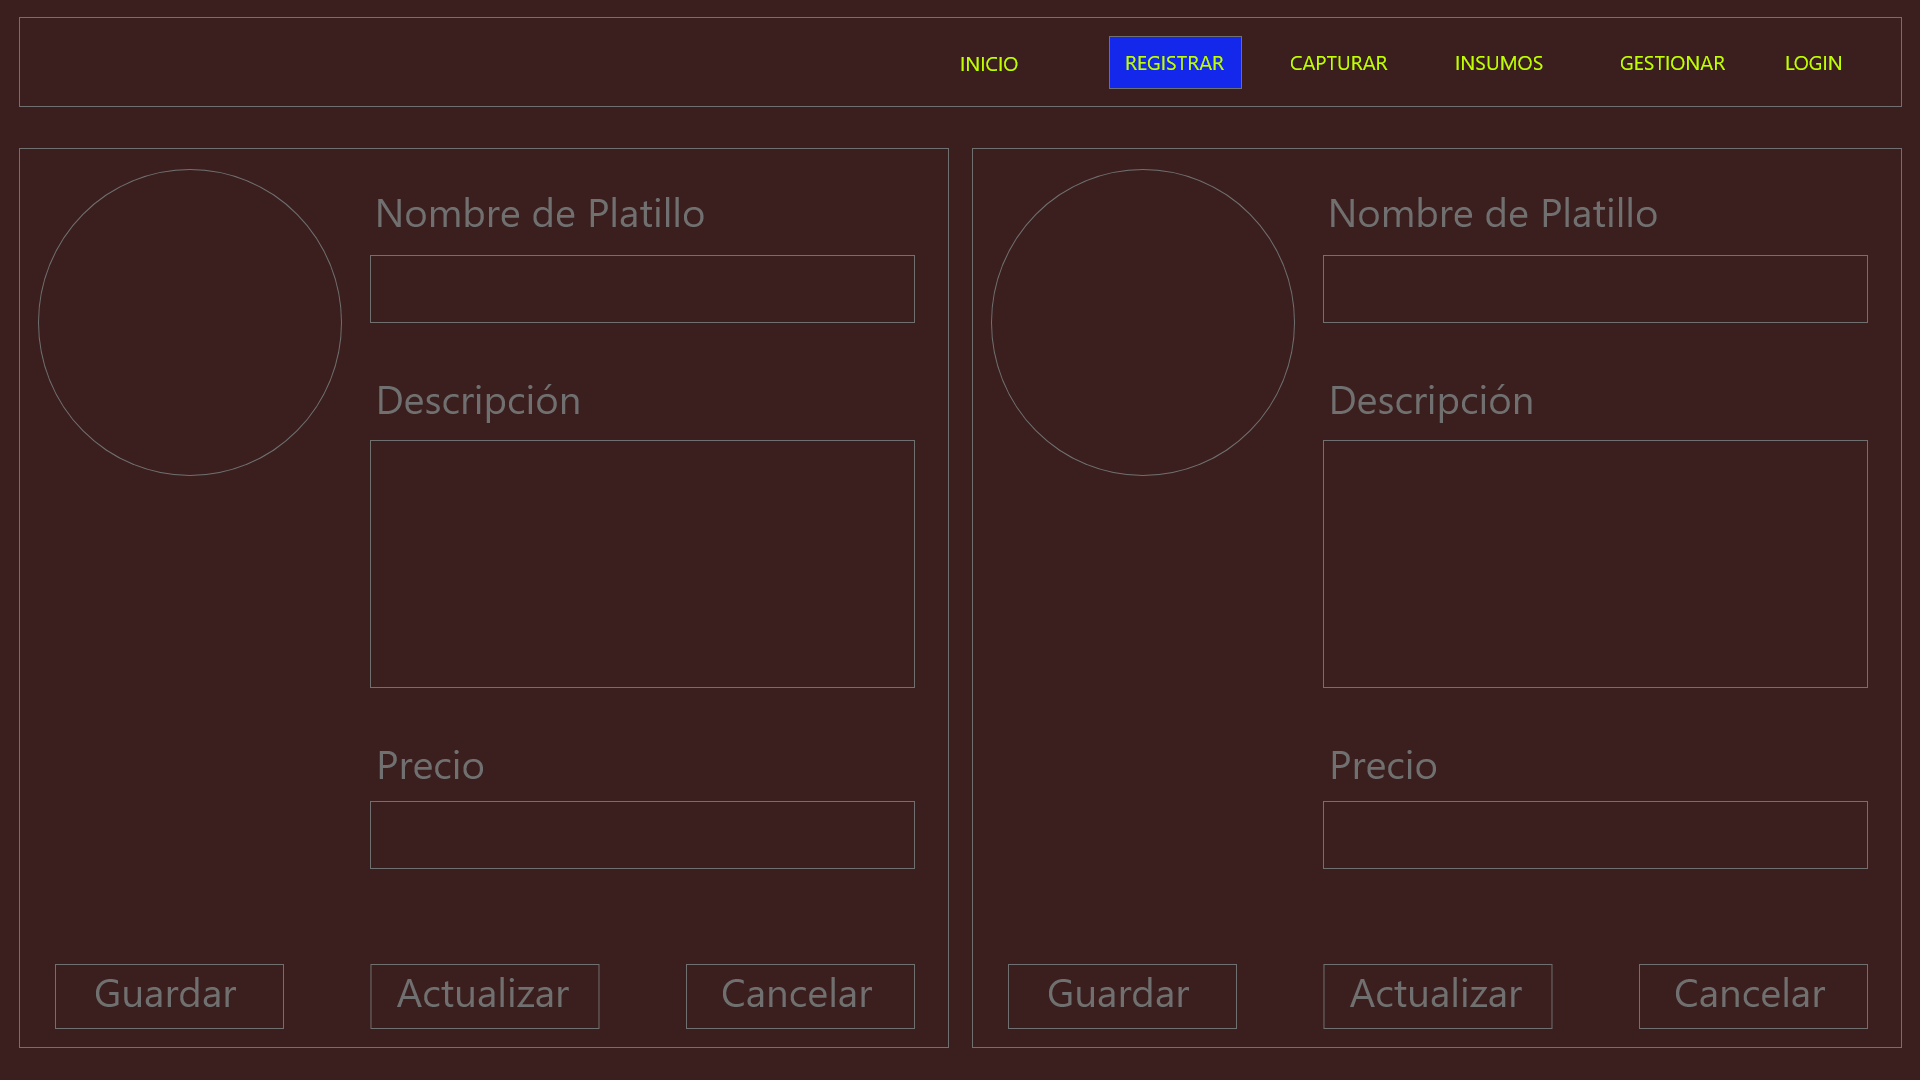 INICIO REGISTRAR CAPTURAR INSUMOS GESTIONAR LOGIN
Nombre de Platillo
Descripción
Precio
Guardar Actualizar Cancelar
Nombre de Platillo
Descripción
Precio
Guardar Actualizar Cancelar